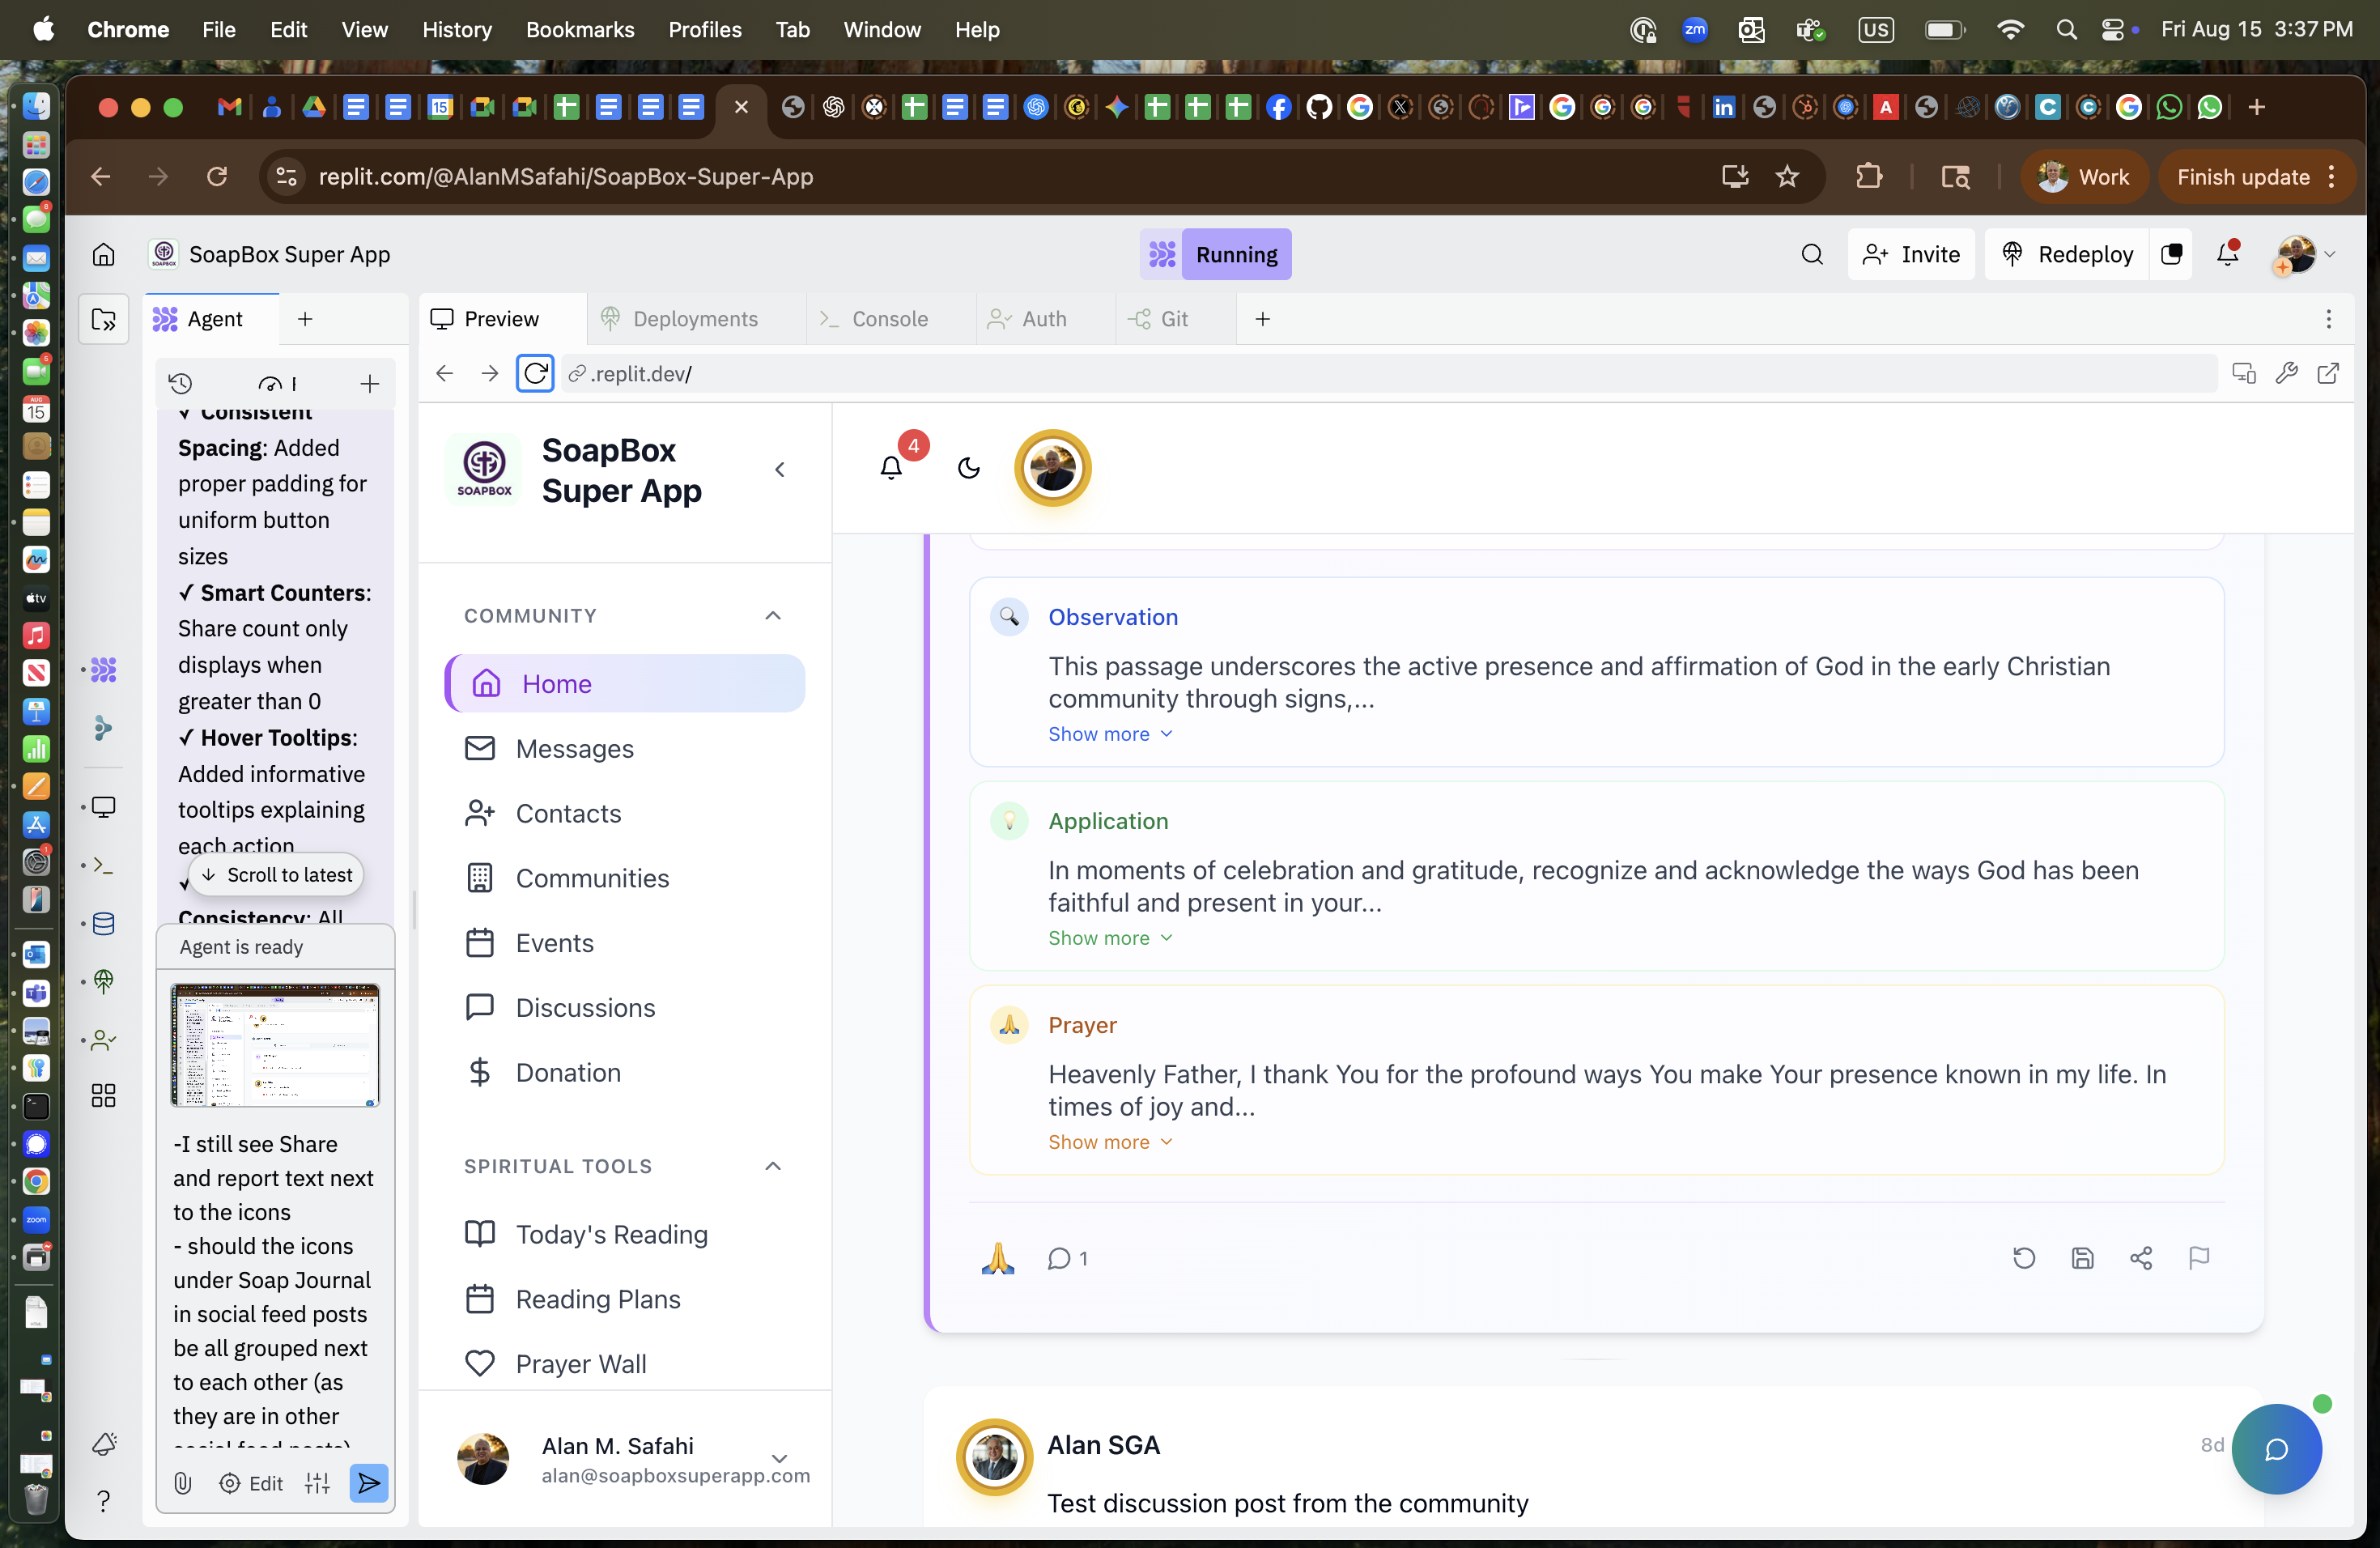 Chrome File Edit View History Bookmarks Profiles Tab Window Help
zm
US
Fri Aug 15 3:37 PM
replit.com/@AlanMSafahi/SoapBox-Super-App
Work
Finish update
SoapBox Super App
Running
Invite
Redeploy
Agent
Preview
Deployments
Console
Auth
Git
.replit.dev/
✓ Consistent
Spacing: Added
proper padding for
uniform button
sizes
✓ Smart Counters:
Share count only
displays when
greater than 0
✓ Hover Tooltips:
Added informative
tooltips explaining
each action
✓
Scroll to latest
Consistency: All
Agent is ready
-I still see Share
and report text next
to the icons
- should the icons
under Soap Journal
in social feed posts
be all grouped next
to each other (as
they are in other
social feed posts)
Edit
SOAPBOX
SoapBox
Super App
COMMUNITY
Home
Messages
Contacts
Communities
Events
Discussions
Donation
SPIRITUAL TOOLS
Today's Reading
Reading Plans
Prayer Wall
Alan M. Safahi
alan@soapboxsuperapp.com
4
Observation
This passage underscores the active presence and affirmation of God in the early Christian
community through signs,...
Show more
Application
In moments of celebration and gratitude, recognize and acknowledge the ways God has been
faithful and present in your...
Show more
Prayer
Heavenly Father, I thank You for the profound ways You make Your presence known in my life. In
times of joy and...
Show more
1
Alan SGA
8d
Test discussion post from the community